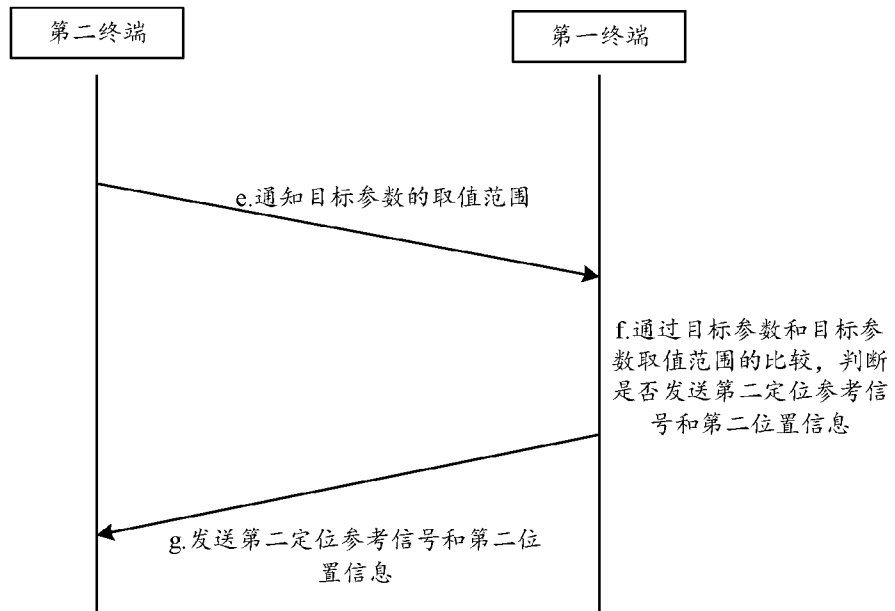 第二终端
第一终端
e.通知目标参数的取值范围
f.通过目标参数和目标参
数取值范围的比较，判断
是否发送第二定位参考信
号和第二位置信息
g.发送第二定位参考信号和第二位
置信息